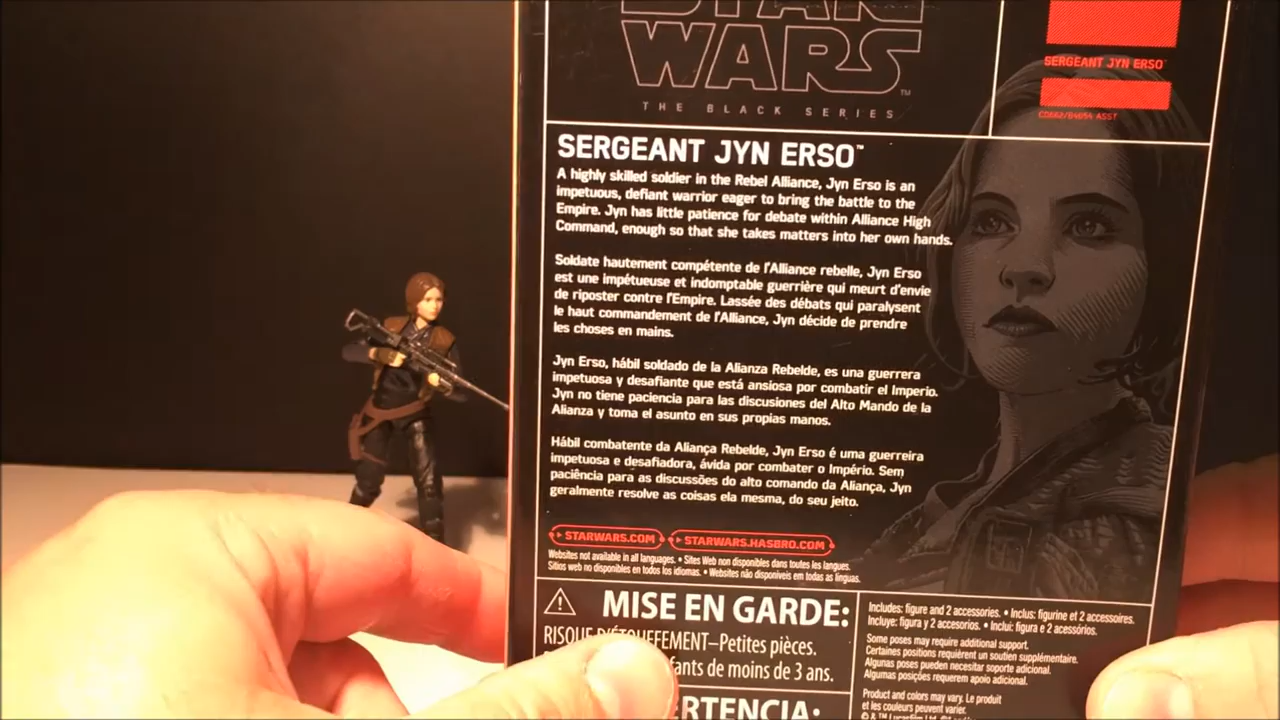 STAR
WARS™
THE BLACK SERIES
SERGEANT JYN ERSO™
SERGEANT JYN ERSO™
A highly skilled soldier in the Rebel Alliance, Jyn Erso is an
impetuous, defiant warrior eager to bring the battle to the
Empire. Jyn has little patience for debate within Alliance High
Command, enough so that she takes matters into her own hands.
Soldate hautement compétente de l'Alliance rebelle, Jyn Erso
est une impétueuse et indomptable guerrière qui meurt d'envie
de riposter contre l'Empire. Lassée des débats qui paralysent
le haut commandement de l'Alliance, Jyn décide de prendre
les choses en mains.
Jyn Erso, hábil soldado de la Alianza Rebelde, es una guerrera
impetuosa y desafiante que está ansiosa por combatir el Imperio.
Jyn no tiene paciencia para las discusiones del Alto Mando de la
Alianza y toma el asunto en sus propias manos.
Hábil combatente da Aliança Rebelde, Jyn Erso é uma guerreira
impetuosa e desafiadora, ávida por combater o Império. Sem
paciência para as discussões do alto comando da Aliança, Jyn
geralmente resolve as coisas ela mesma, do seu jeito.
STARWARS.COM STARWARS.HASBRO.COM
Websites not available in all languages. • Sites Web non disponibles dans toutes les langues.
Sitios web no disponibles en todos los idiomas. • Websites não disponíveis em todas as línguas.
MISE EN GARDE:
RISQUE D'ÉTOUFFEMENT–Petites pièces.
fants de moins de 3 ans.
ERTENCIA:
Includes: figure and 2 accessories. • Inclus: figurine et 2 accessoires.
Incluye: figura y 2 accesorios. • Inclui: figura e 2 acessórios.
Some poses may require additional support.
Certaines positions requièrent un soutien supplémentaire.
Algunas poses pueden necesitar soporte adicional.
Algumas posições requerem apoio adicional.
Product and colors may vary. Le produit
et les couleurs peuvent varier.